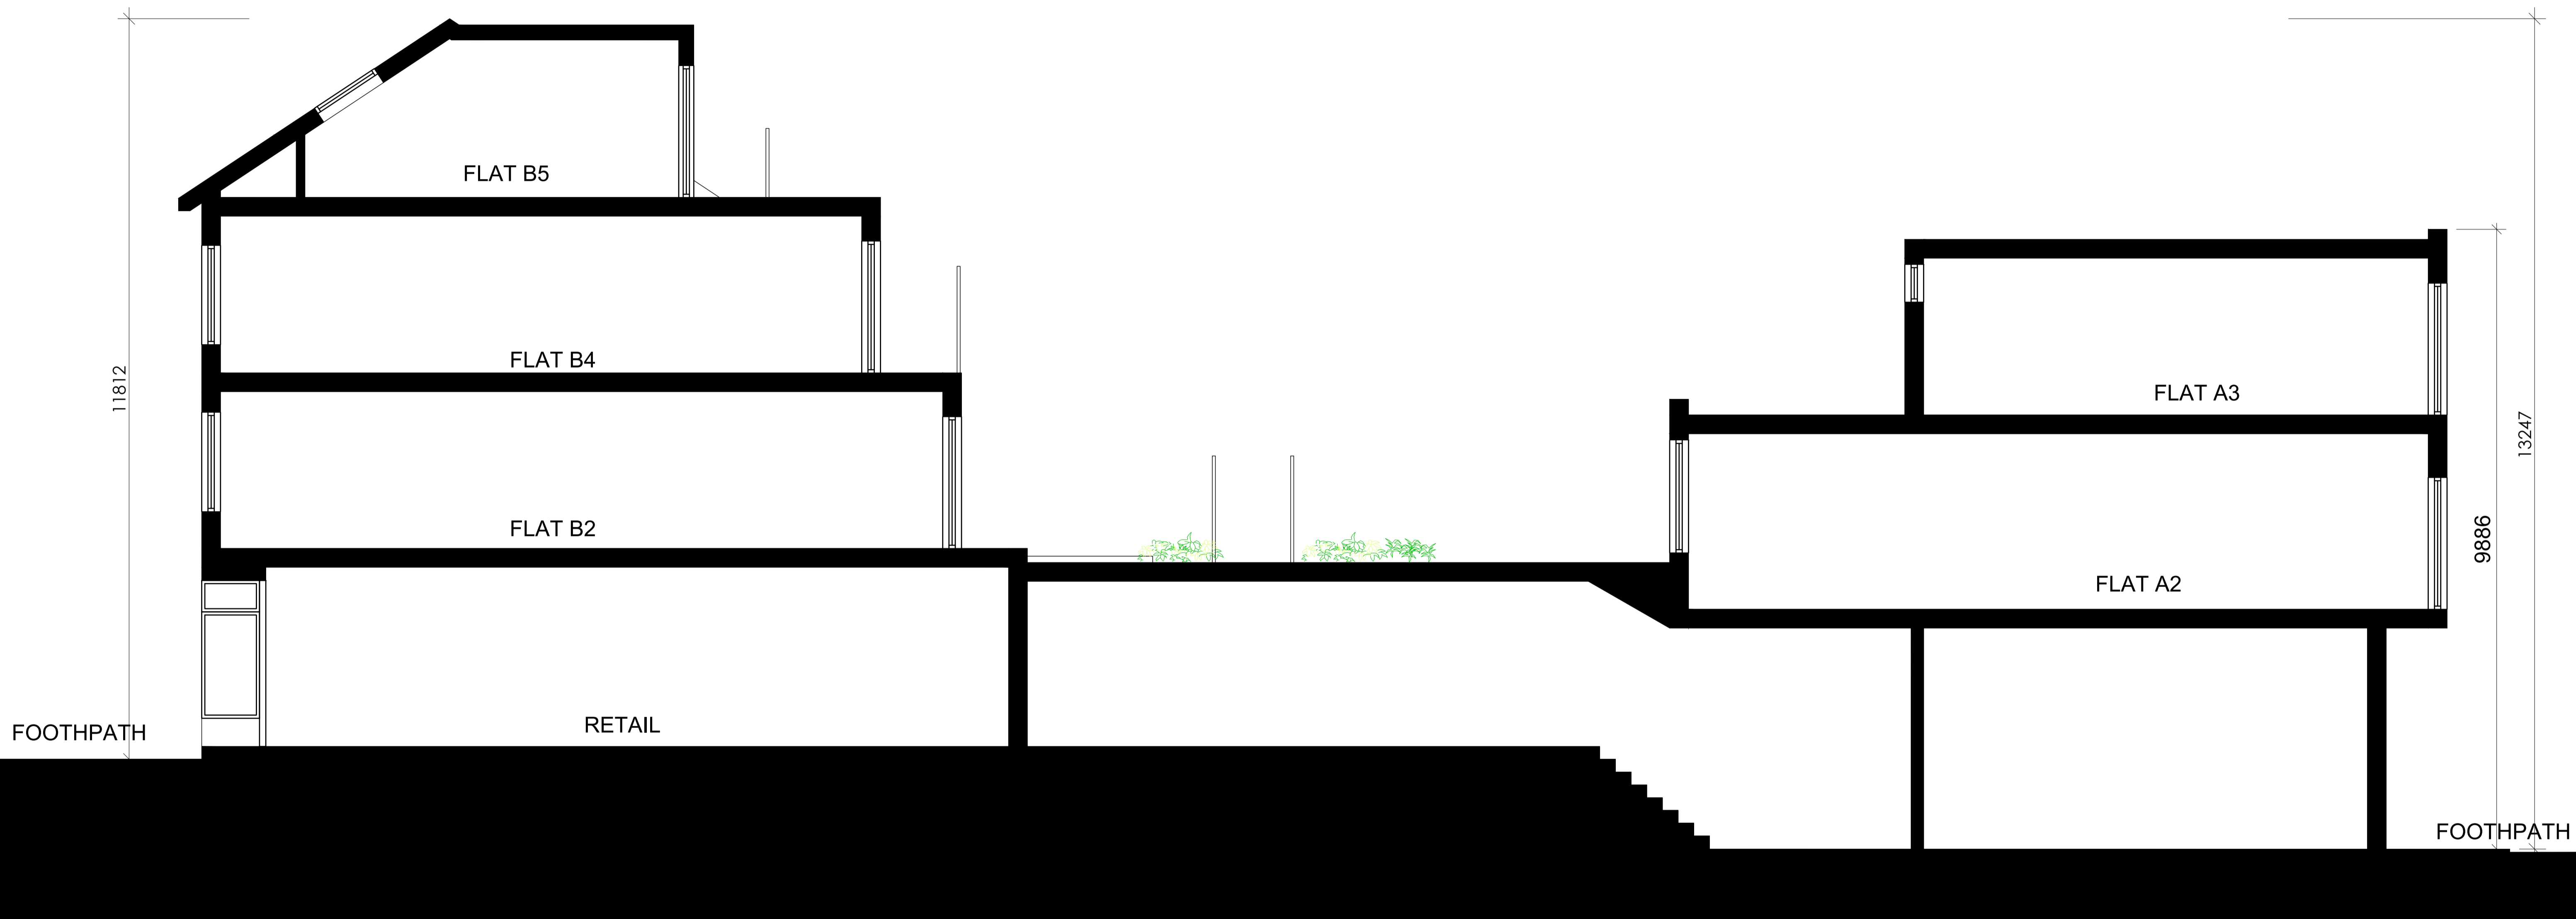 FLAT B5
FLAT B4
11812
FLAT A3
13247
FLAT B2
9886
FLAT A2
RETAIL
FOOTHPATH
FOOTHPATH